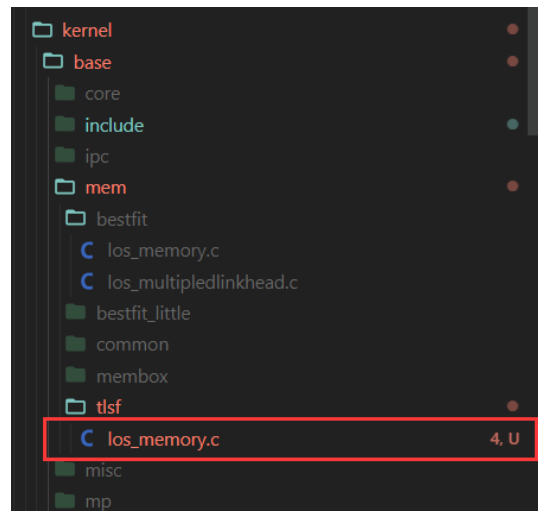 kernel
base
core
include
ipc
mem
bestfit
C los_memory.c
C los_multipledlinkhead.c
bestfit_little
common
membox
tlsf
C los_memory.c 4, U
misc
mp